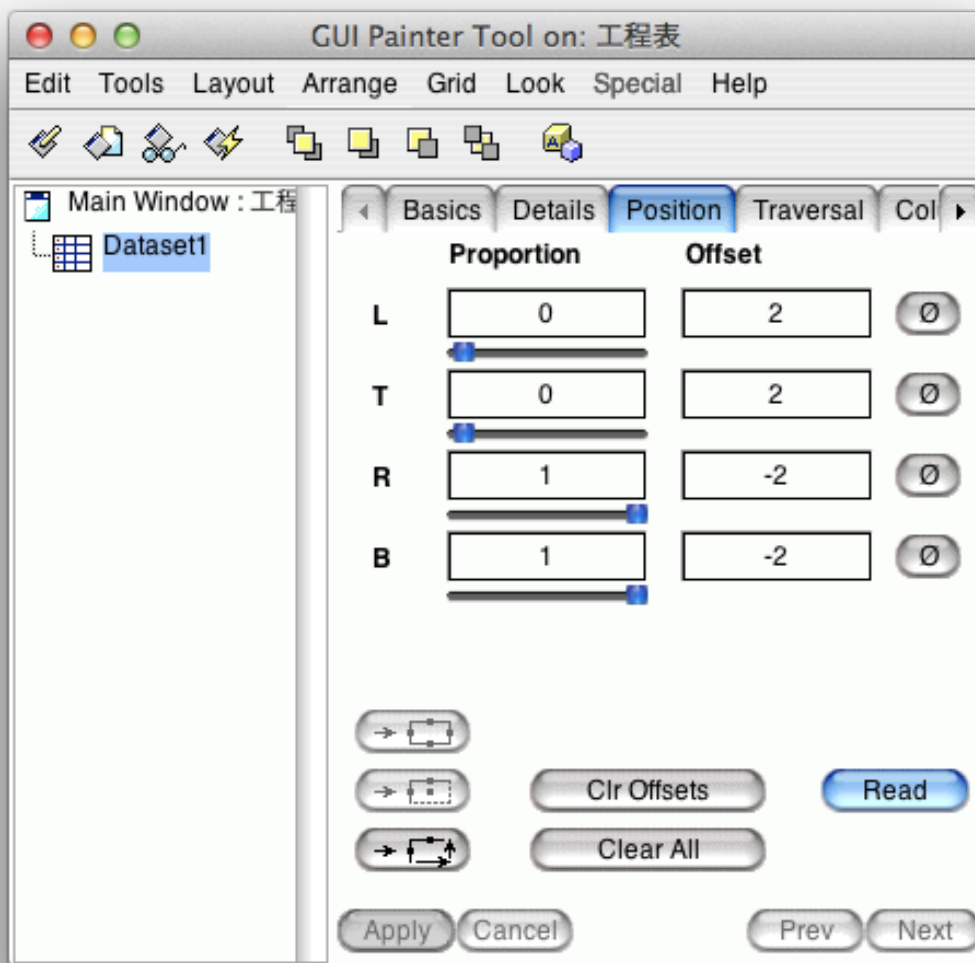 GUI Painter Tool on: 工程表
Edit Tools Layout Arrange Grid Look Special Help
Main Window : 工程
Dataset1
Basics Details Position Traversal Col
Proportion Offset
L 0 2 Ø
T 0 2 Ø
R 1 -2 Ø
B 1 -2 Ø
Clr Offsets Read
Clear All
Apply Cancel Prev Next